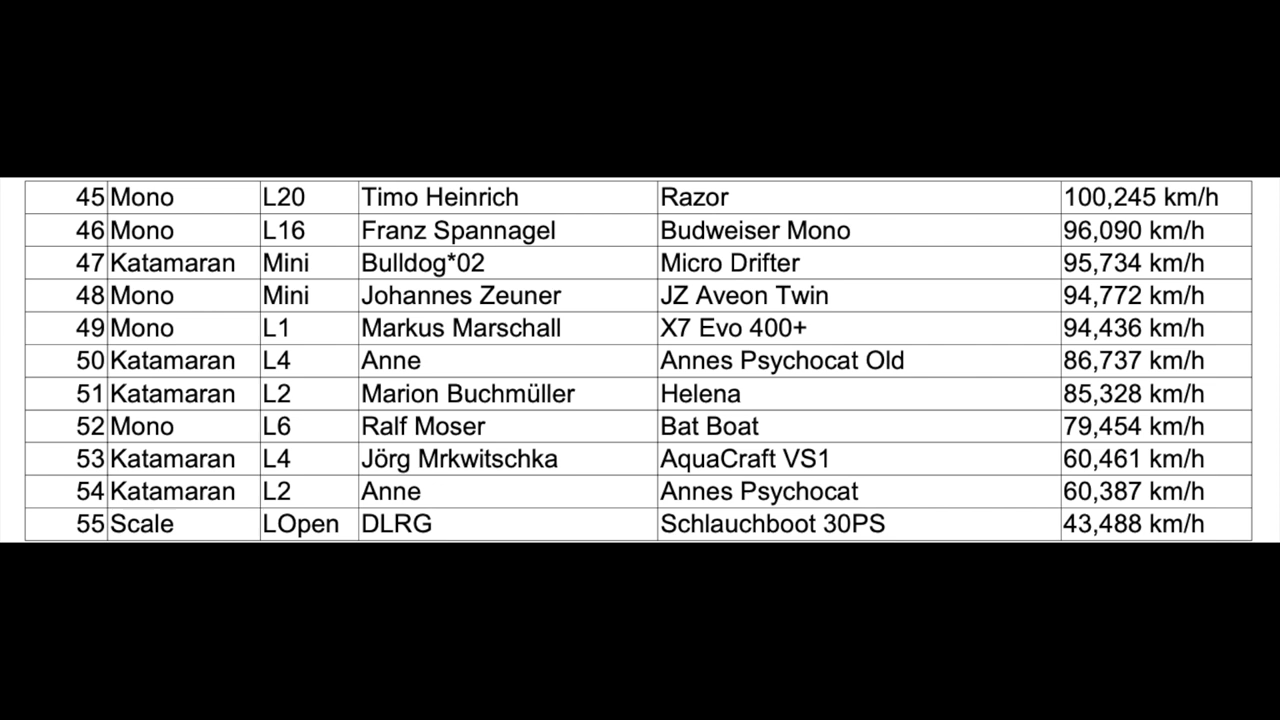 45 Mono L20 Timo Heinrich Razor 100,245 km/h
46 Mono L16 Franz Spannagel Budweiser Mono 96,090 km/h
47 Katamaran Mini Bulldog*02 Micro Drifter 95,734 km/h
48 Mono Mini Johannes Zeuner JZ Aveon Twin 94,772 km/h
49 Mono L1 Markus Marschall X7 Evo 400+ 94,436 km/h
50 Katamaran L4 Anne Annes Psychocat Old 86,737 km/h
51 Katamaran L2 Marion Buchmüller Helena 85,328 km/h
52 Mono L6 Ralf Moser Bat Boat 79,454 km/h
53 Katamaran L4 Jörg Mrkwitschka AquaCraft VS1 60,461 km/h
54 Katamaran L2 Anne Annes Psychocat 60,387 km/h
55 Scale LOpen DLRG Schlauchboot 30PS 43,488 km/h